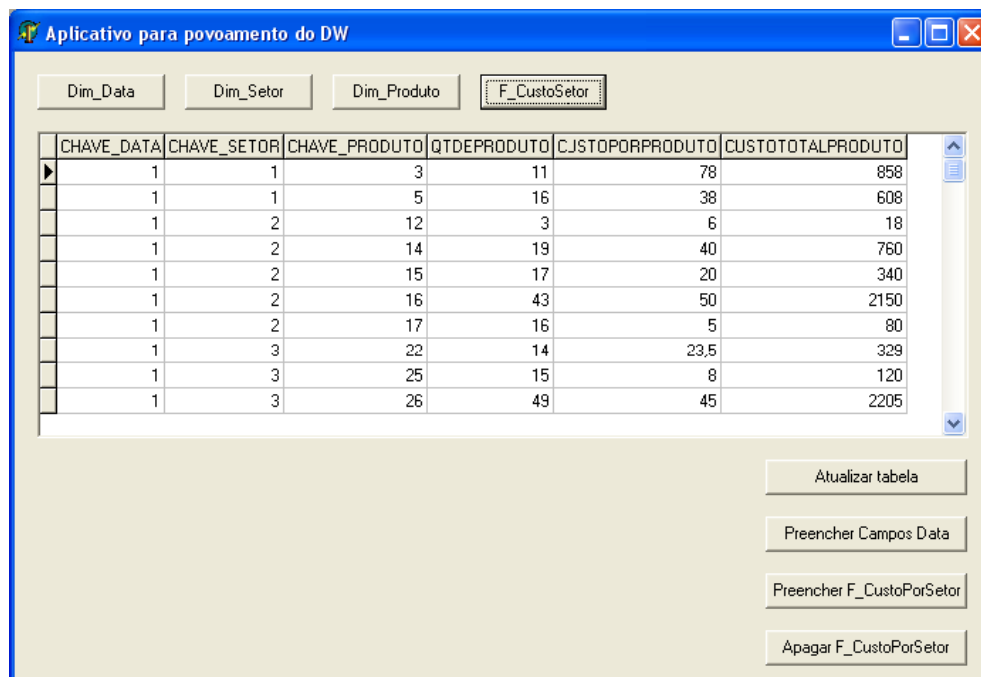 Aplicativo para povoamento do DW
Dim_Data Dim_Setor Dim_Produto F_CustoSetor
CHAVE_DATA CHAVE_SETOR CHAVE_PRODUTO QTDEPRODUTO CJSTOPORPRODUTO CUSTOTOTALPRODUTO
1 1 3 11 78 858
1 1 5 16 38 608
1 2 12 3 6 18
1 2 14 19 40 760
1 2 15 17 20 340
1 2 16 43 50 2150
1 2 17 16 5 80
1 3 22 14 23,5 329
1 3 25 15 8 120
1 3 26 49 45 2205
Atualizar tabela
Preencher Campos Data
Preencher F_CustoPorSetor
Apagar F_CustoPorSetor